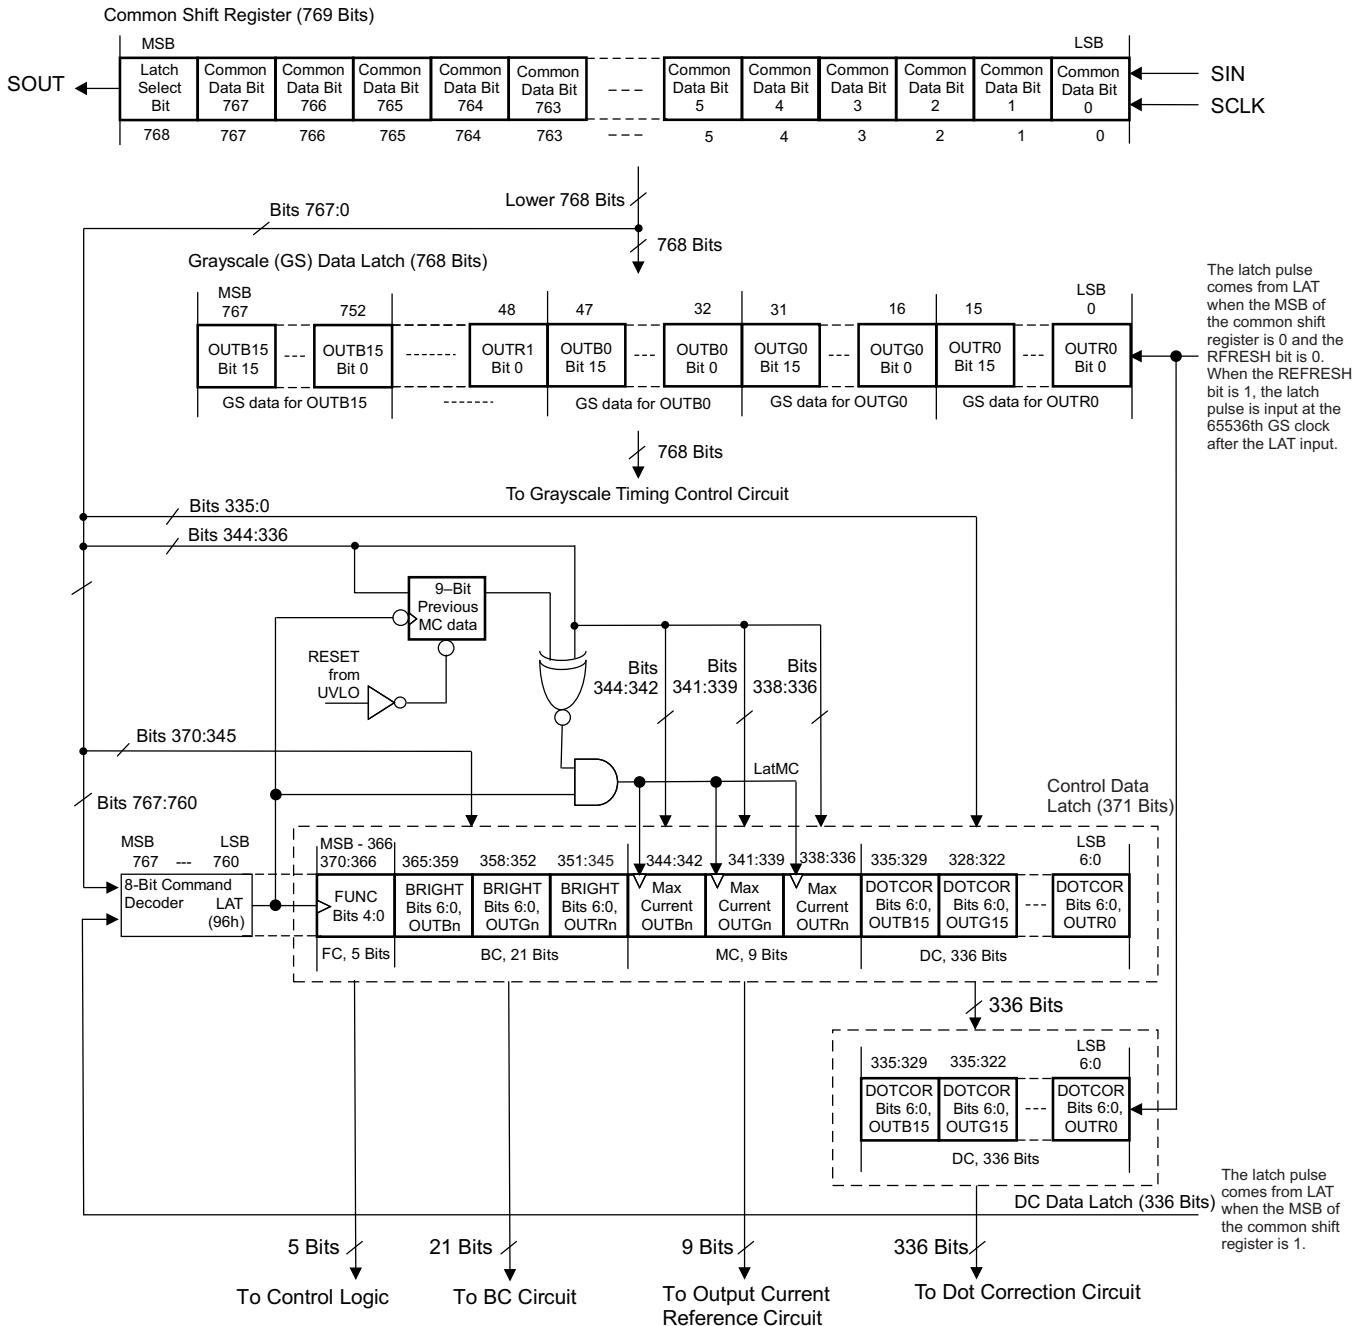 Common Shift Register (769 Bits)
MSB
LSB
SOUT
Latch Select Bit
Common Data Bit 767
Common Data Bit 766
Common Data Bit 765
Common Data Bit 764
Common Data Bit 763
Common Data Bit 5
Common Data Bit 4
Common Data Bit 3
Common Data Bit 2
Common Data Bit 1
Common Data Bit 0
SIN
SCLK
768 767 766 765 764 763 5 4 3 2 1 0
Lower 768 Bits
Bits 767:0
768 Bits
Grayscale (GS) Data Latch (768 Bits)
MSB
LSB
767 752 48 47 32 31 16 15 0
OUTB15 Bit 15
OUTB15 Bit 0
OUTR1 Bit 0
OUTB0 Bit 15
OUTB0 Bit 0
OUTG0 Bit 15
OUTG0 Bit 0
OUTR0 Bit 15
OUTR0 Bit 0
GS data for OUTB15
GS data for OUTB0
GS data for OUTG0
GS data for OUTR0
The latch pulse
comes from LAT
when the MSB of
the common shift
register is 0 and the
RFRESH bit is 0.
When the REFRESH
bit is 1, the latch
pulse is input at the
65536th GS clock
after the LAT input.
768 Bits
To Grayscale Timing Control Circuit
Bits 335:0
Bits 344:336
9–Bit
Previous
MC data
RESET
from
UVLO
Bits
344:342
Bits
341:339
Bits
338:336
Bits 370:345
LatMC
Bits 767:760
Control Data
Latch (371 Bits)
MSB
LSB
767 --- 760
8-Bit Command
Decoder
LAT
(96h)
MSB - 366
370:366
365:359
358:352
351:345
344:342
341:339
338:336
335:329
328:322
LSB
6:0
FUNC Bits 4:0
BRIGHT Bits 6:0, OUTBn
BRIGHT Bits 6:0, OUTGn
BRIGHT Bits 6:0, OUTRn
Max Current OUTBn
Max Current OUTGn
Max Current OUTRn
DOTCOR Bits 6:0, OUTB15
DOTCOR Bits 6:0, OUTG15
DOTCOR Bits 6:0, OUTR0
FC, 5 Bits
BC, 21 Bits
MC, 9 Bits
DC, 336 Bits
336 Bits
335:329
335:322
LSB
6:0
DOTCOR Bits 6:0, OUTB15
DOTCOR Bits 6:0, OUTG15
DOTCOR Bits 6:0, OUTR0
DC, 336 Bits
DC Data Latch (336 Bits)
The latch pulse
comes from LAT
when the MSB of
the common shift
register is 1.
5 Bits
21 Bits
9 Bits
336 Bits
To Control Logic
To BC Circuit
To Output Current
Reference Circuit
To Dot Correction Circuit